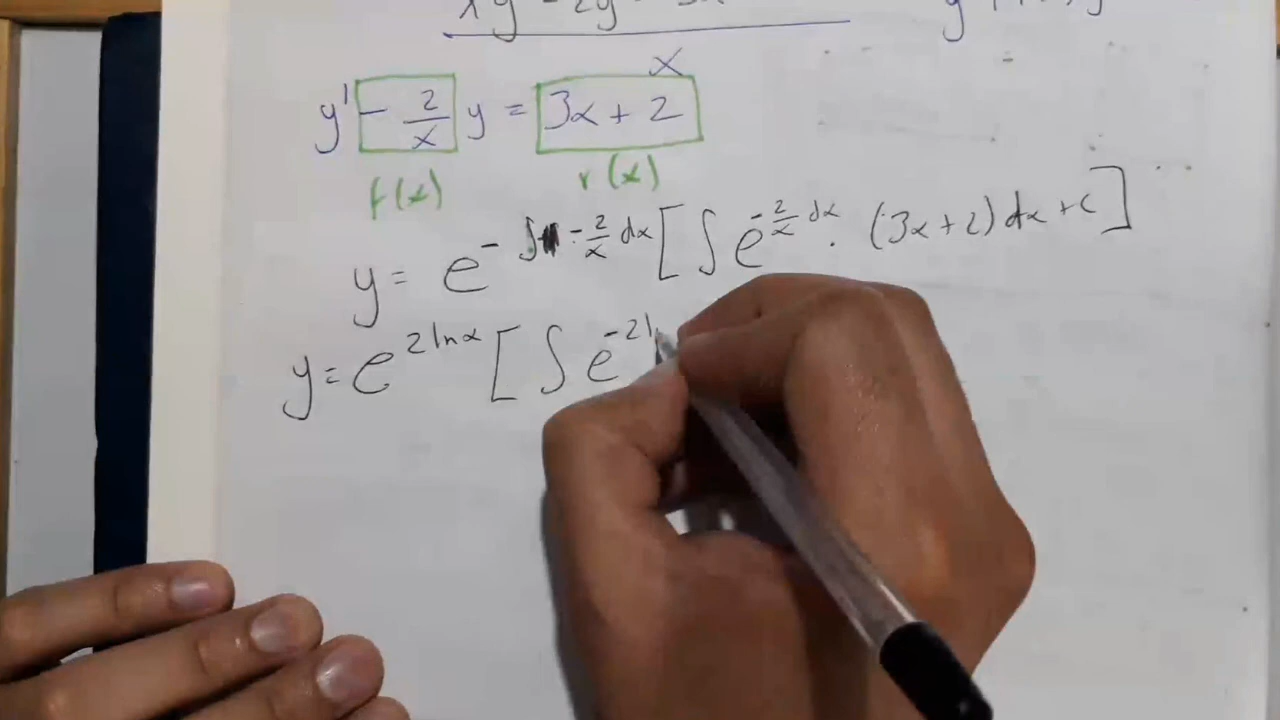 x
y' - 2/x y = 3x + 2
f(x) r(x)
y = e^- ∫ - 2/x dx [ ∫ e^- 2/x dx . (3x + 2) dx + c ]
y = e^2 ln x [ ∫ e^-2l